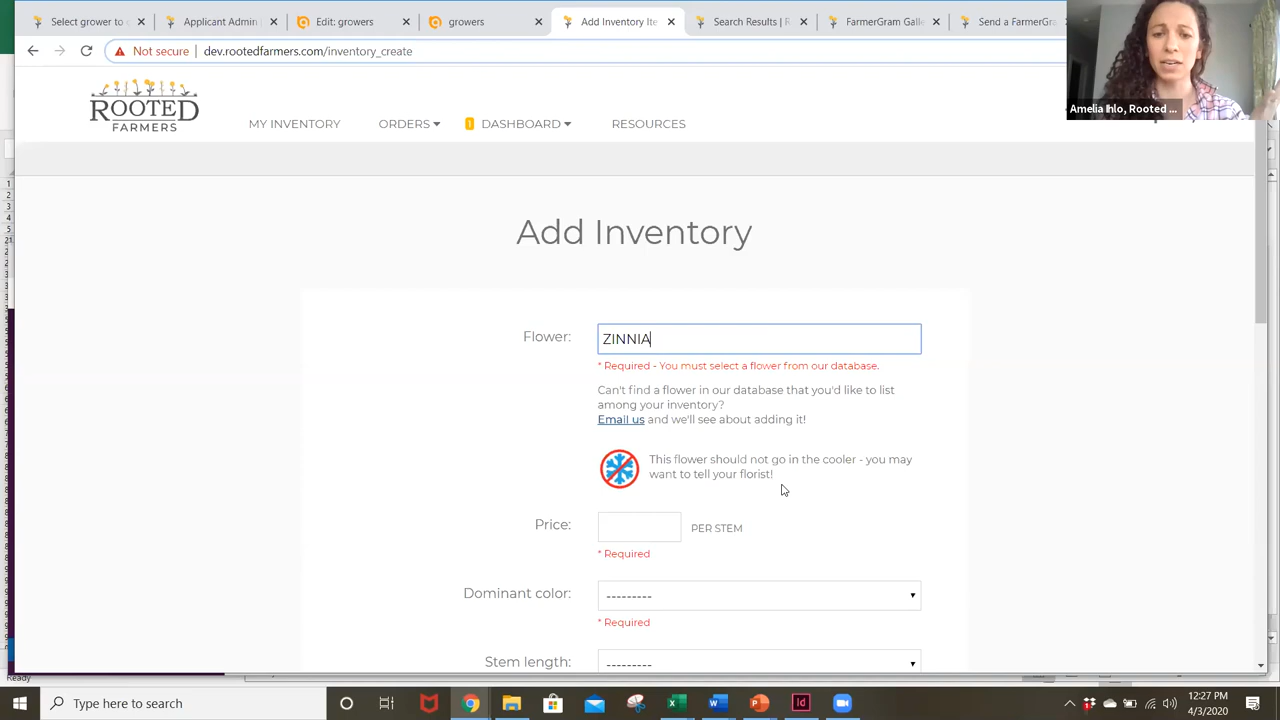 Select grower to
Applicant Admin
Edit: growers
growers
Add Inventory Ite
Search Results | R
FarmerGram Galle
Send a FarmerGra
Not secure
dev.rootedfarmers.com/inventory_create
Amelia Ihlo, Rooted ...
ROOTED
FARMERS
MY INVENTORY
ORDERS
DASHBOARD
RESOURCES
Add Inventory
Flower:
ZINNIA
* Required - You must select a flower from our database.
Can't find a flower in our database that you'd like to list
among your inventory?
Email us and we'll see about adding it!
This flower should not go in the cooler - you may
want to tell your florist!
Price:
PER STEM
* Required
Dominant color:
---------
* Required
Stem length:
---------
Ready
Type here to search
12:27 PM
4/3/2020